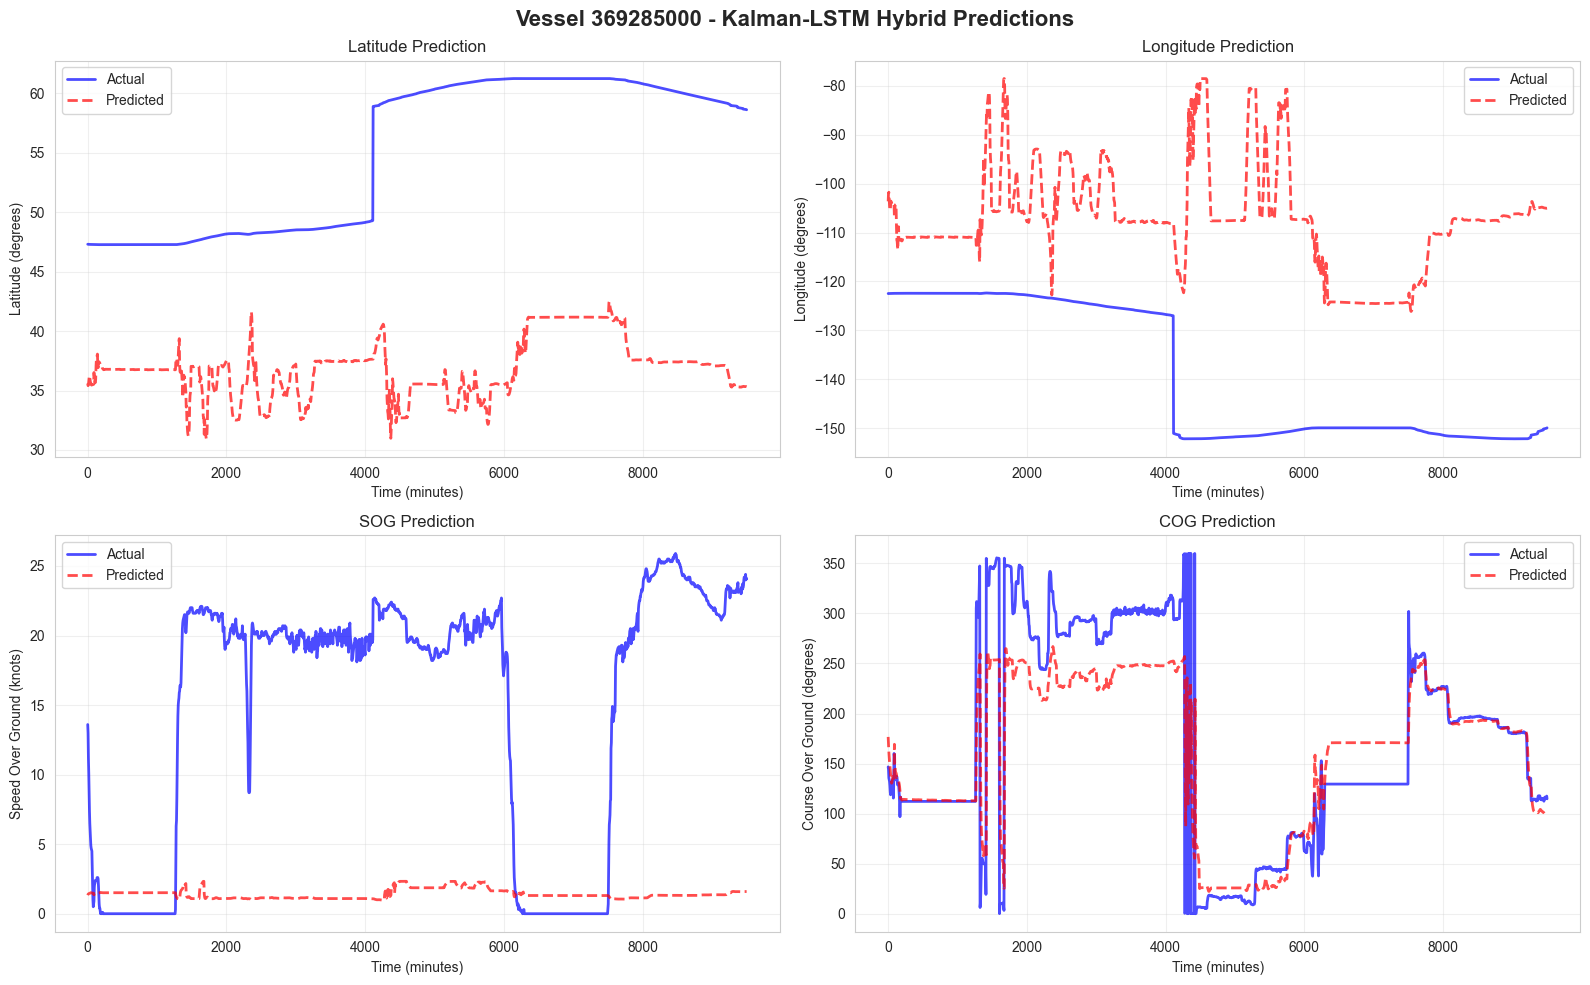 Vessel 369285000 - Kalman-LSTM Hybrid Predictions
Latitude Prediction
Actual
Predicted
Latitude (degrees)
60
55
50
45
40
35
30
0 2000 4000 6000 8000
Time (minutes)
Longitude Prediction
Actual
Predicted
Longitude (degrees)
−80
−90
−100
−110
−120
−130
−140
−150
0 2000 4000 6000 8000
Time (minutes)
SOG Prediction
Actual
Predicted
Speed Over Ground (knots)
25
20
15
10
5
0
0 2000 4000 6000 8000
Time (minutes)
COG Prediction
Actual
Predicted
Course Over Ground (degrees)
350
300
250
200
150
100
50
0
0 2000 4000 6000 8000
Time (minutes)